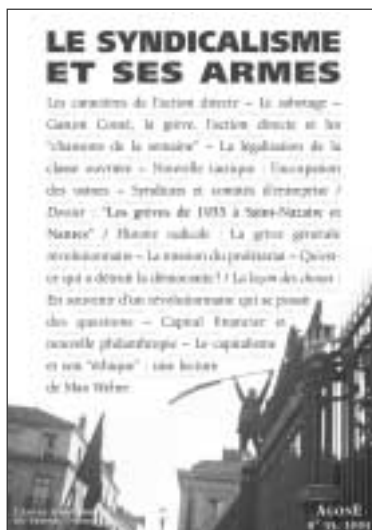 LE SYNDICALISME
ET SES ARMES
Les caractères de l'action directe – Le sabotage –
Gaston Couté, la grève, l'action directe et les
"chansons de la semaine" – La légalisation de la
classe ouvrière – Nouvelle tactique : l'occupation
des usines – Syndicats et comités d'entreprise /
Dossier : "Les grèves de 1955 à Saint-Nazaire et
Nantes" / Histoire radicale : La grève générale
révolutionnaire – La mission du prolétariat – Qu'est-
ce qui a détruit la démocratie ? / La leçon des choses :
En souvenir d'un révolutionnaire qui se posait
des questions – Capital financier et
nouvelle philanthropie – Le capitalisme
et son "éthique" : une lecture
de Max Weber
AGONE